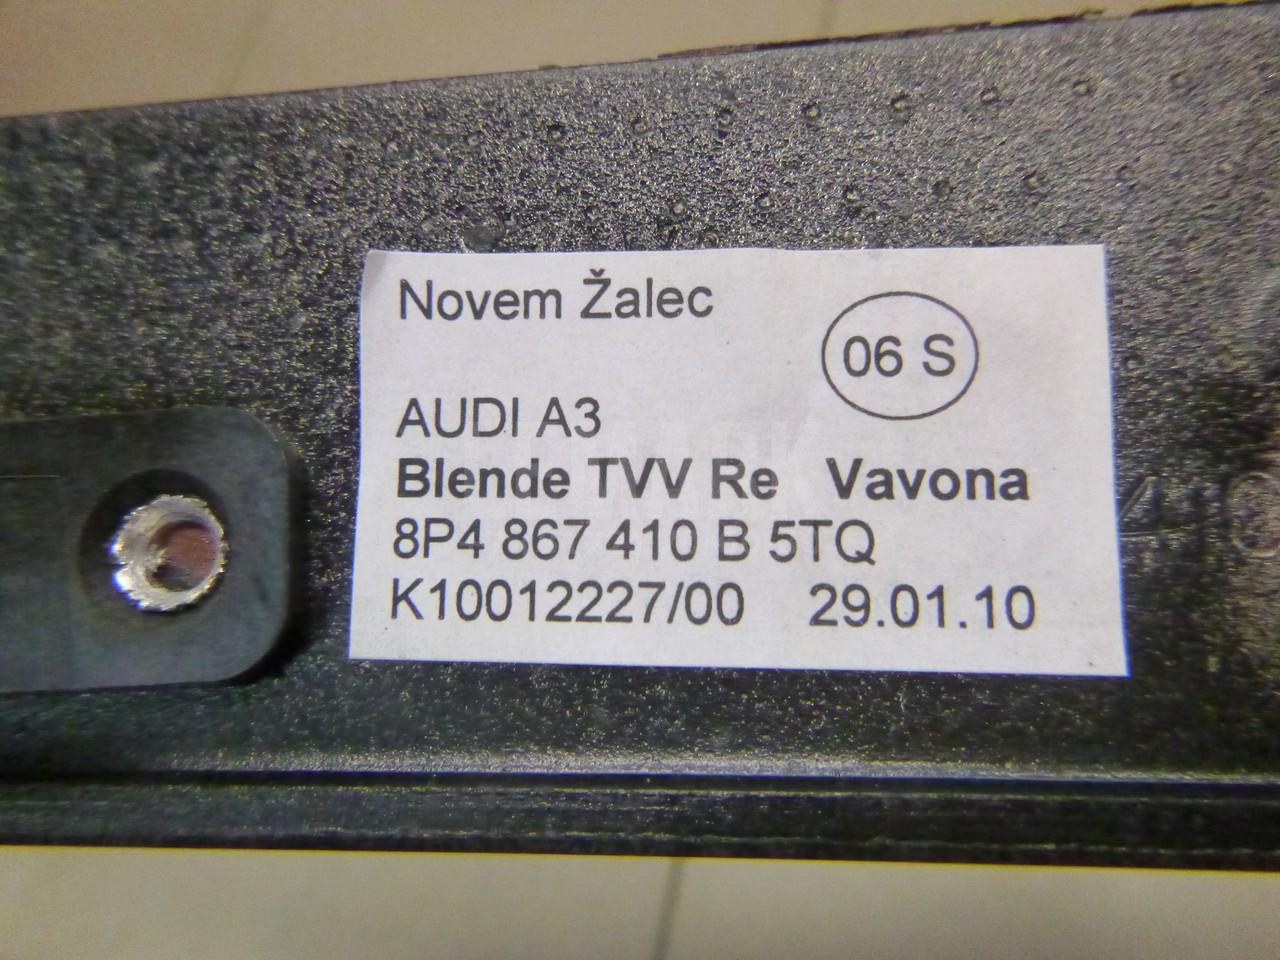 Novem Žalec
06 S
AUDI A3
Blende TVV Re Vavona
8P4 867 410 B 5TQ
K10012227/00 29.01.10